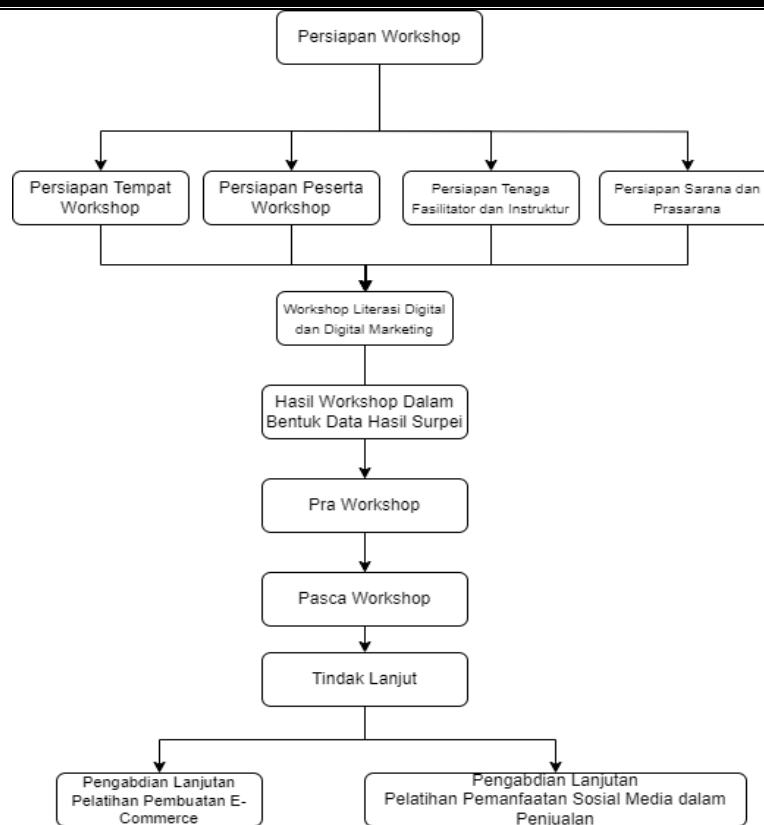 Persiapan Workshop
Persiapan Tempat
Workshop
Persiapan Peserta
Workshop
Persiapan Tenaga
Fasilitator dan Instruktur
Persiapan Sarana dan
Prasarana
Workshop Literasi Digital
dan Digital Marketing
Hasil Workshop Dalam
Bentuk Data Hasil Surpei
Pra Workshop
Pasca Workshop
Tindak Lanjut
Pengabdian Lanjutan
Pelatihan Pembuatan E-
Commerce
Pengabdian Lanjutan
Pelatihan Pemanfaatan Sosial Media dalam
Penjualan